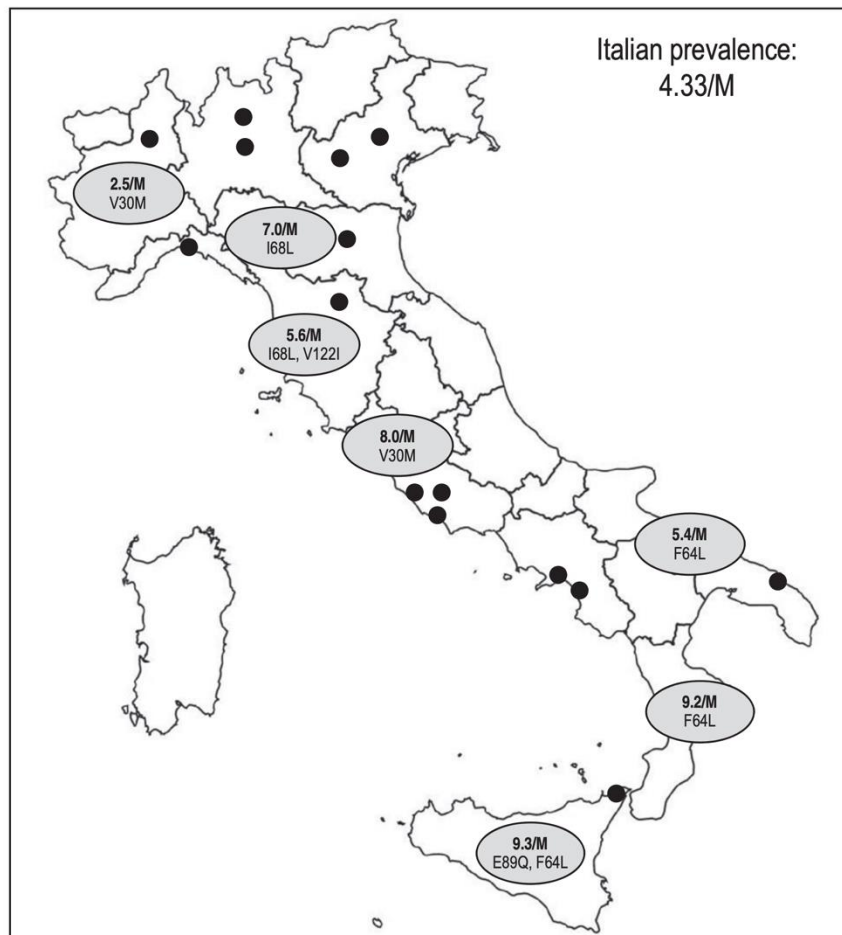 Italian prevalence:
4.33/M
2.5/M
V30M
7.0/M
I68L
5.6/M
I68L, V122I
8.0/M
V30M
5.4/M
F64L
9.2/M
F64L
9.3/M
E89Q, F64L